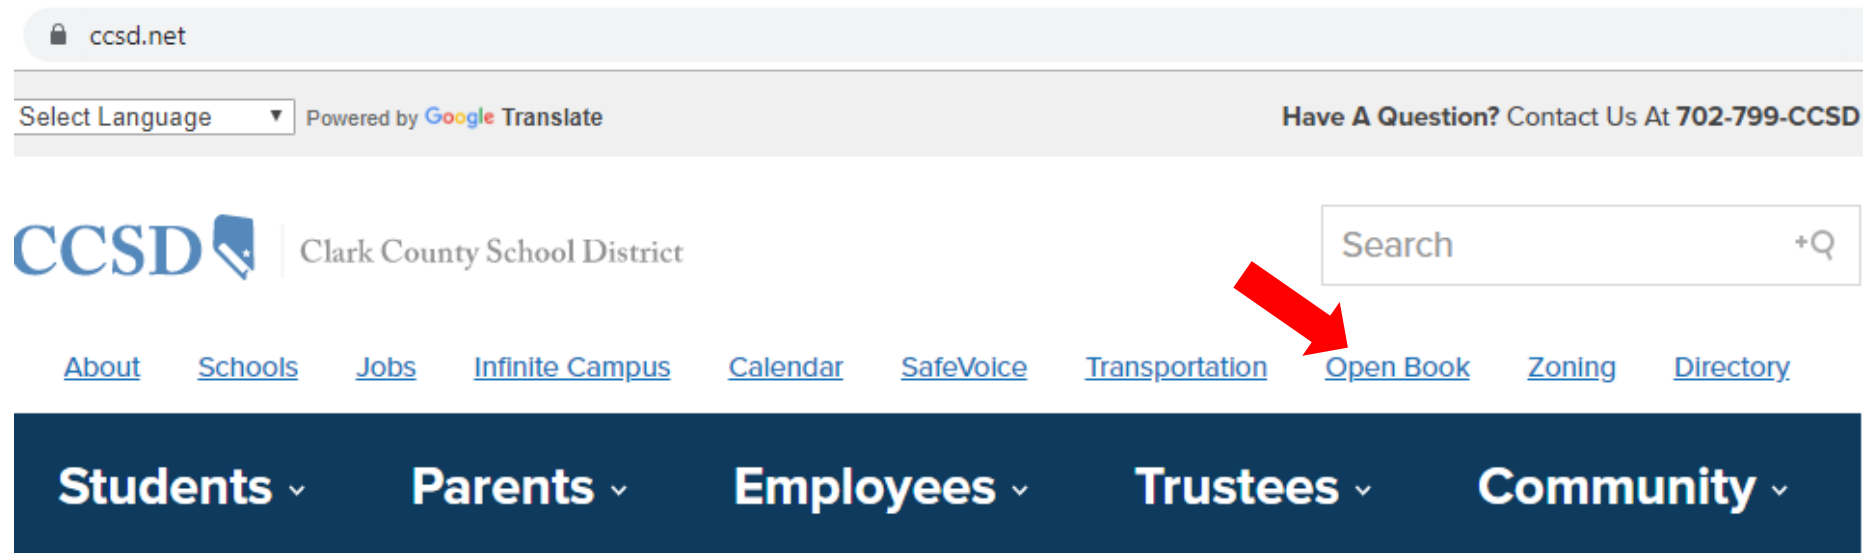 ccsd.net
Select Language Powered by Google Translate Have A Question? Contact Us At 702-799-CCSD
CCSD Clark County School District Search
About Schools Jobs Infinite Campus Calendar SafeVoice Transportation Open Book Zoning Directory
Students Parents Employees Trustees Community